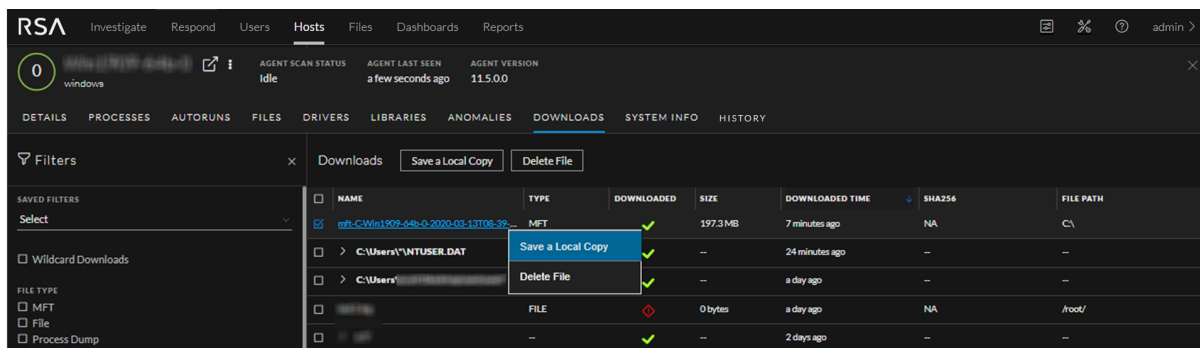 RSA Investigate Respond Users Hosts Files Dashboards Reports admin >
0
windows
AGENT SCAN STATUS AGENT LAST SEEN AGENT VERSION
Idle a few seconds ago 11.5.0.0
DETAILS PROCESSES AUTORUNS FILES DRIVERS LIBRARIES ANOMALIES DOWNLOADS SYSTEM INFO HISTORY
Filters
Downloads Save a Local Copy Delete File
SAVED FILTERS
Select
Wildcard Downloads
FILE TYPE
MFT
File
Process Dump
NAME TYPE DOWNLOADED SIZE DOWNLOADED TIME SHA256 FILE PATH
mft-C-Win1909-64b-0-2020-03-13T08-39-... MFT 197.3 MB 7 minutes ago NA C:\
C:\Users\*\NTUSER.DAT -- 24 minutes ago -- --
C:\Users\ -- a day ago -- --
FILE 0 bytes a day ago NA /root/
-- -- 2 days ago -- --
Save a Local Copy
Delete File